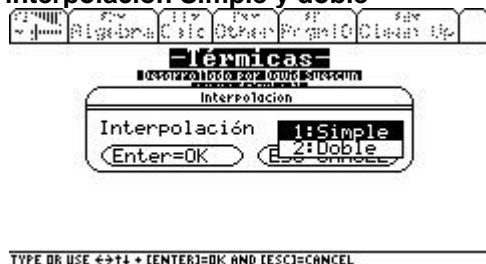 Interpolación Simple y doble
Algebra Calc Other PrgmIO Clean Up
-Térmicas-
Desarrollado por David Suescun
Interpolacion
Interpolación
1:Simple
2:Doble
Enter=OK
TYPE OR USE ←→↑↓ + [ENTER]=OK AND [ESC]=CANCEL